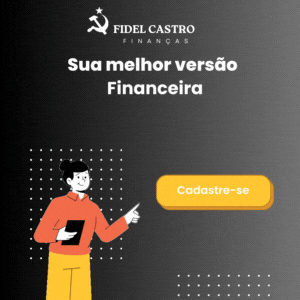 FIDEL CASTRO
FINANÇAS
Sua melhor versão
Financeira
Cadastre-se